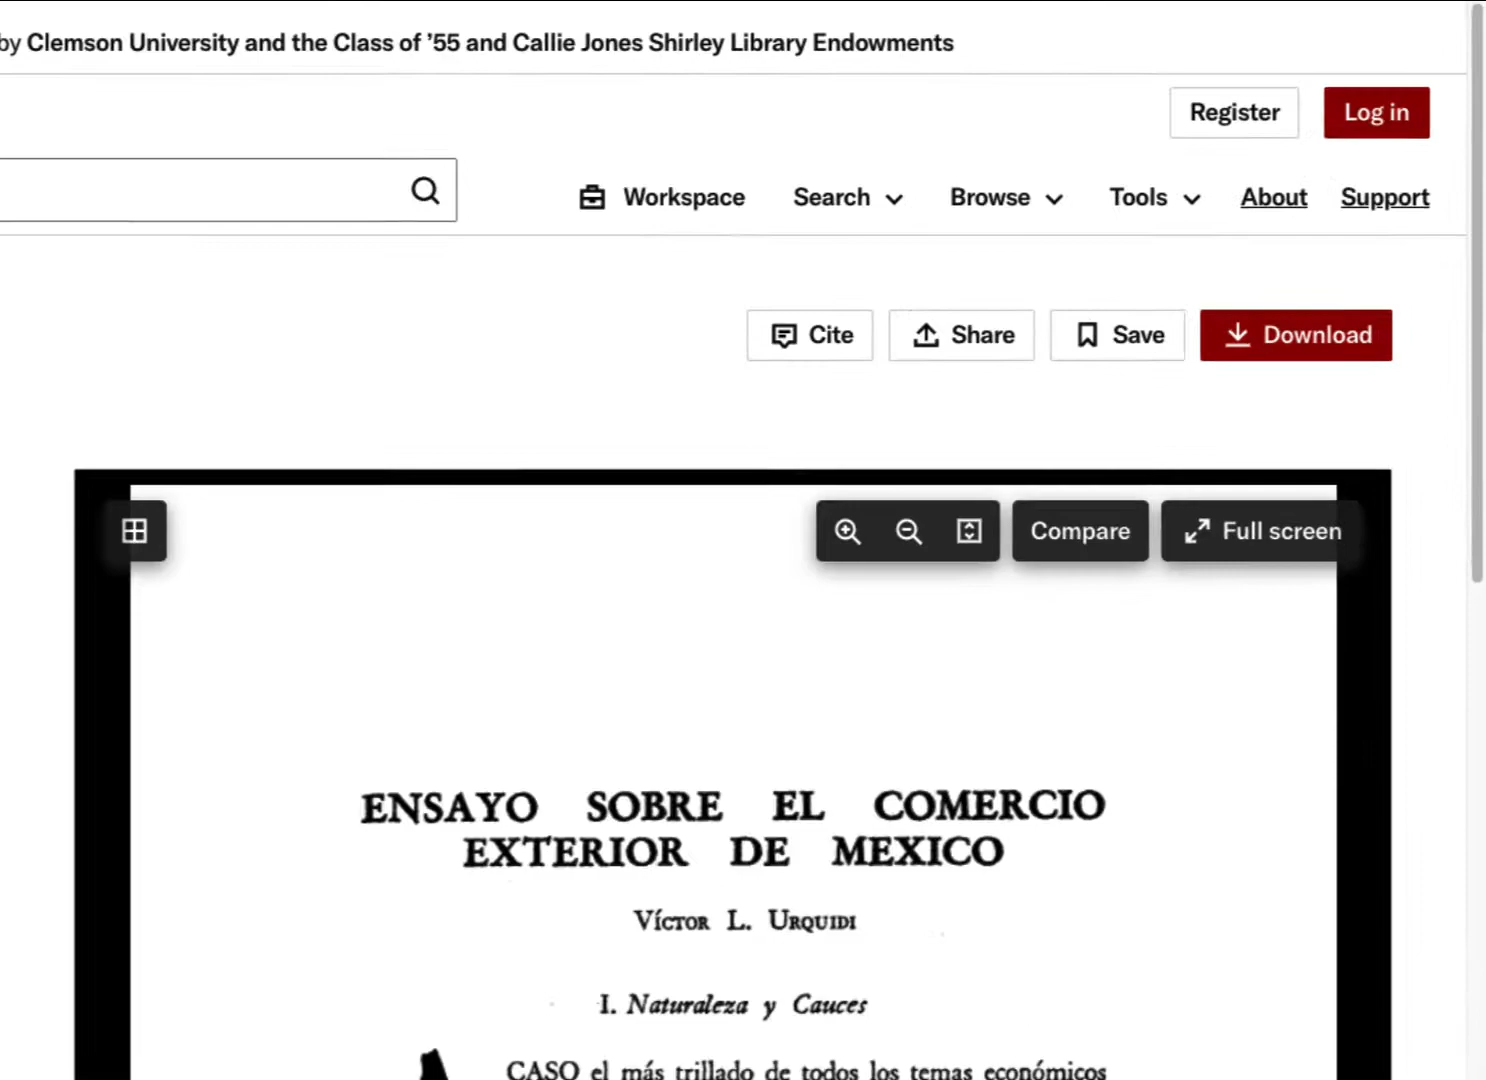 by Clemson University and the Class of ’55 and Callie Jones Shirley Library Endowments
Register
Log in
Workspace
Search
Browse
Tools
About
Support
Cite
Share
Save
Download
Compare
Full screen
ENSAYO SOBRE EL COMERCIO
EXTERIOR DE MEXICO
Víctor L. Urquidi
I. Naturaleza y Cauces
CASO el más trillado de todos los temas económicos